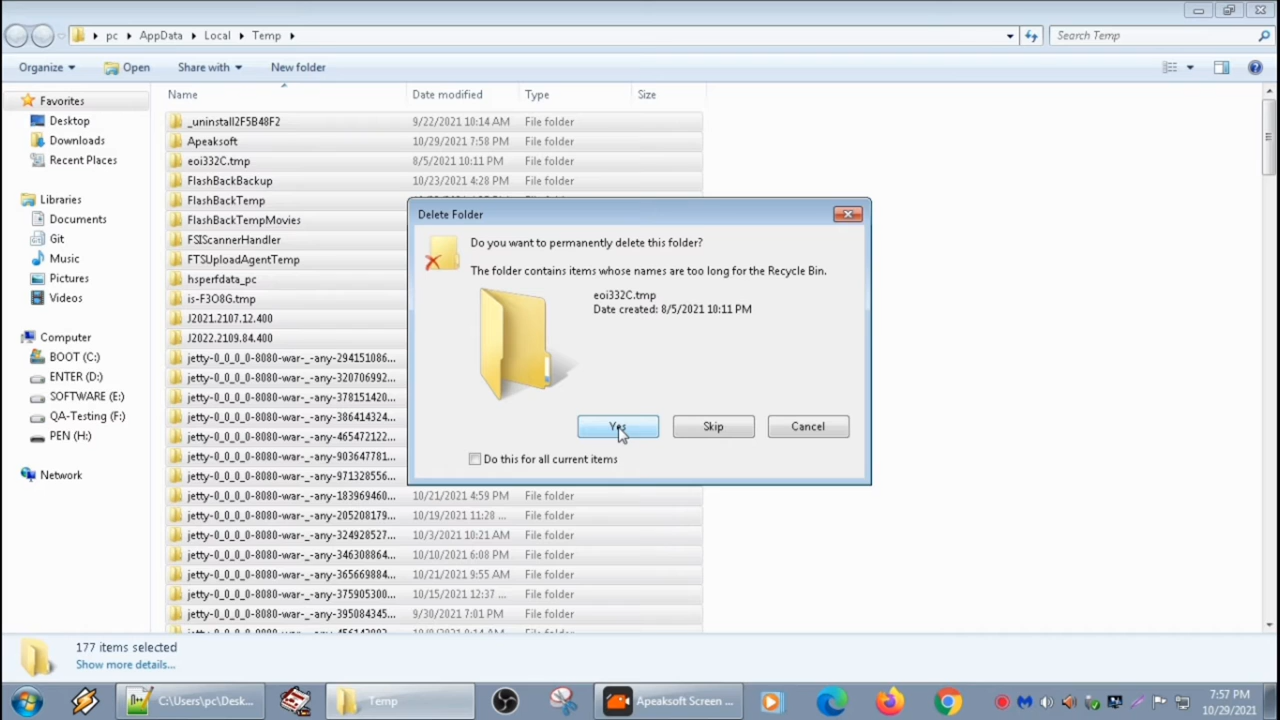 pc AppData Local Temp Search Temp
Organize Open Share with New folder
Name Date modified Type Size
Favorites
Desktop
Downloads
Recent Places
Libraries
Documents
Git
Music
Pictures
Videos
Computer
BOOT (C:)
ENTER (D:)
SOFTWARE (E:)
QA-Testing (F:)
PEN (H:)
Network
_uninstall2F5B48F2 9/22/2021 10:14 AM File folder
Apeaksoft 10/29/2021 7:58 PM File folder
eoi332C.tmp 8/5/2021 10:11 PM File folder
FlashBackBackup 10/23/2021 4:28 PM File folder
FlashBackTemp
FlashBackTempMovies
FSIScannerHandler
FTSUploadAgentTemp
hsperfdata_pc
is-F3O8G.tmp
J2021.2107.12.400
J2022.2109.84.400
jetty-0_0_0_0-8080-war-_-any-294151086...
jetty-0_0_0_0-8080-war-_-any-320706992...
jetty-0_0_0_0-8080-war-_-any-378151420...
jetty-0_0_0_0-8080-war-_-any-386414324...
jetty-0_0_0_0-8080-war-_-any-465472122...
jetty-0_0_0_0-8080-war-_-any-903647781...
jetty-0_0_0_0-8080-war-_-any-971328556...
jetty-0_0_0_0-8080-war-_-any-183969460... 10/21/2021 4:59 PM File folder
jetty-0_0_0_0-8080-war-_-any-205208179... 10/19/2021 11:28 ... File folder
jetty-0_0_0_0-8080-war-_-any-324928527... 10/3/2021 10:21 AM File folder
jetty-0_0_0_0-8080-war-_-any-346308864... 10/10/2021 6:08 PM File folder
jetty-0_0_0_0-8080-war-_-any-365669884... 10/21/2021 9:55 AM File folder
jetty-0_0_0_0-8080-war-_-any-375905300... 10/15/2021 12:37 ... File folder
jetty-0_0_0_0-8080-war-_-any-395084345... 9/30/2021 7:01 PM File folder
Delete Folder
Do you want to permanently delete this folder?
The folder contains items whose names are too long for the Recycle Bin.
eoi332C.tmp
Date created: 8/5/2021 10:11 PM
Yes Skip Cancel
Do this for all current items
177 items selected
Show more details...
C:\Users\pc\Desk... Temp Apeaksoft Screen ... 7:57 PM
10/29/2021